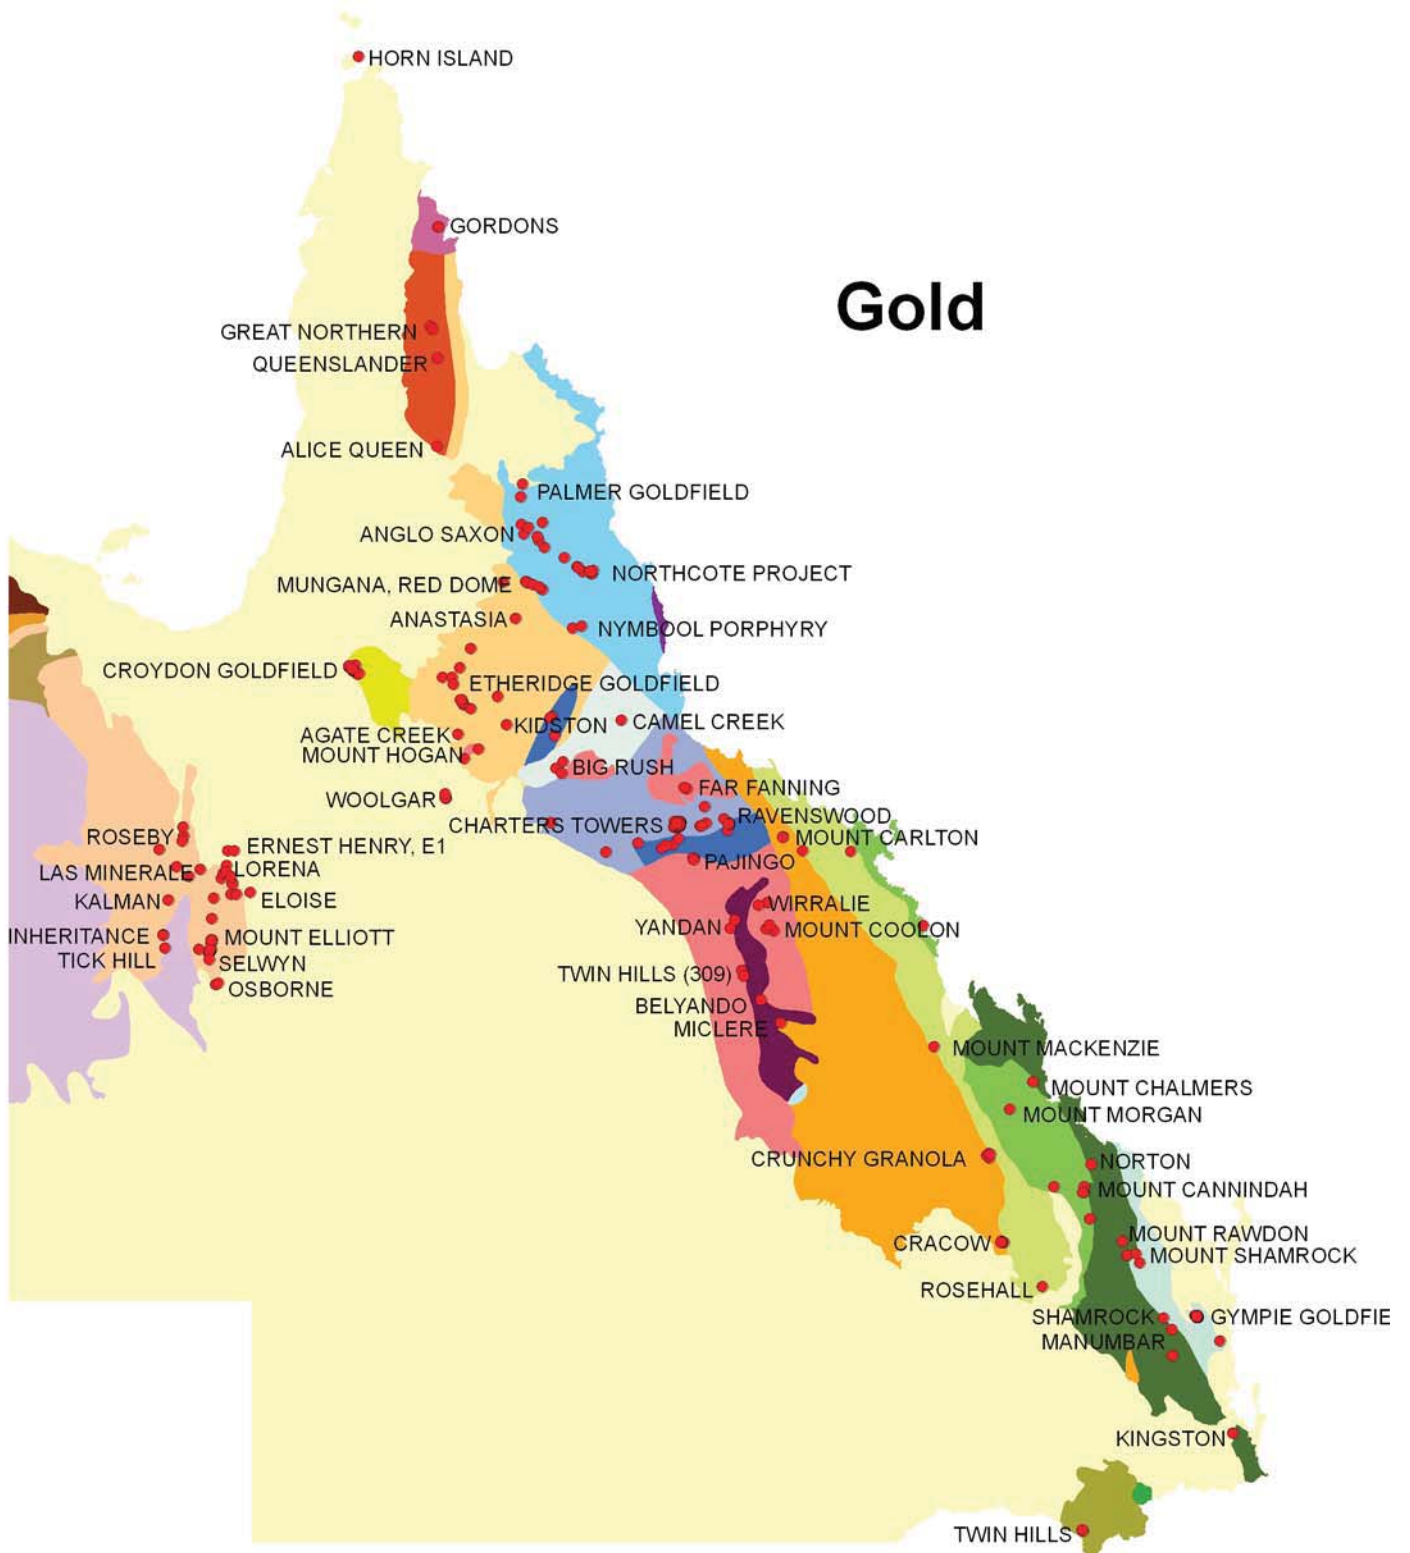 HORN ISLAND
GORDONS
Gold
GREAT NORTHERN
QUEENSLANDER
ALICE QUEEN
PALMER GOLDFIELD
ANGLO SAXON
NORTHCOTE PROJECT
MUNGANA, RED DOME
ANASTASIA
NYMBOOL PORPHYRY
CROYDON GOLDFIELD
ETHERIDGE GOLDFIELD
KIDSTON
CAMEL CREEK
AGATE CREEK
MOUNT HOGAN
BIG RUSH
FAR FANNING
WOOLGAR
RAVENSWOOD
CHARTERS TOWERS
ROSEBY
MOUNT CARLTON
ERNEST HENRY, E1
PAJINGO
LAS MINERALE
LORENA
KALMAN
ELOISE
WIRRALIE
YANDAN
MOUNT COOLON
INHERITANCE
MOUNT ELLIOTT
TICK HILL
SELWYN
TWIN HILLS (309)
OSBORNE
BELYANDO
MICLERE
MOUNT MACKENZIE
MOUNT CHALMERS
MOUNT MORGAN
CRUNCHY GRANOLA
NORTON
MOUNT CANNINDAH
MOUNT RAWDON
CRACOW
MOUNT SHAMROCK
ROSEHALL
SHAMROCK
GYMPIE GOLDFIE
MANUMBAR
KINGSTON
TWIN HILLS